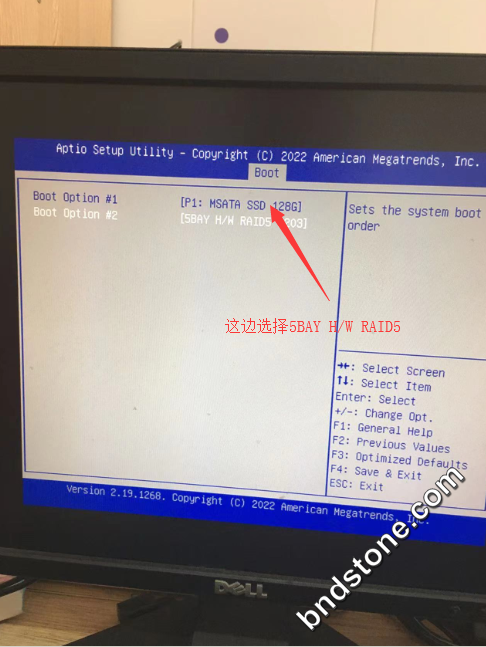 Aptio Setup Utility – Copyright (C) 2022 American Megatrends, Inc.
Boot
Boot Option #1 [P1: MSATA SSD 128G]
Boot Option #2 [5BAY H/W RAID5 203]
Sets the system boot
order
这边选择5BAY H/W RAID5
→←: Select Screen
↑↓: Select Item
Enter: Select
+/-: Change Opt.
F1: General Help
F2: Previous Values
F3: Optimized Defaults
F4: Save & Exit
ESC: Exit
Version 2.19.1268. Copyright (C) 2022 American Megatrends, Inc.
DELL
bndstone.com